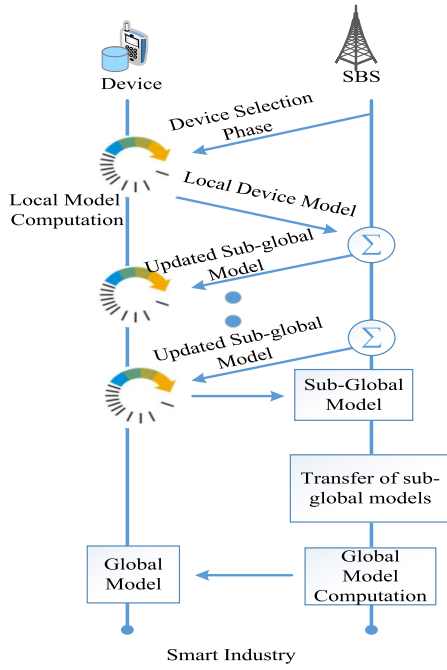 Device
SBS
Device Selection
Phase
Local Device Model
Local Model
Computation
Σ
Updated Sub-global
Model
Σ
Updated Sub-global
Model
Sub-Global
Model
Transfer of sub-
global models
Global
Model
Global
Model
Computation
Smart Industry